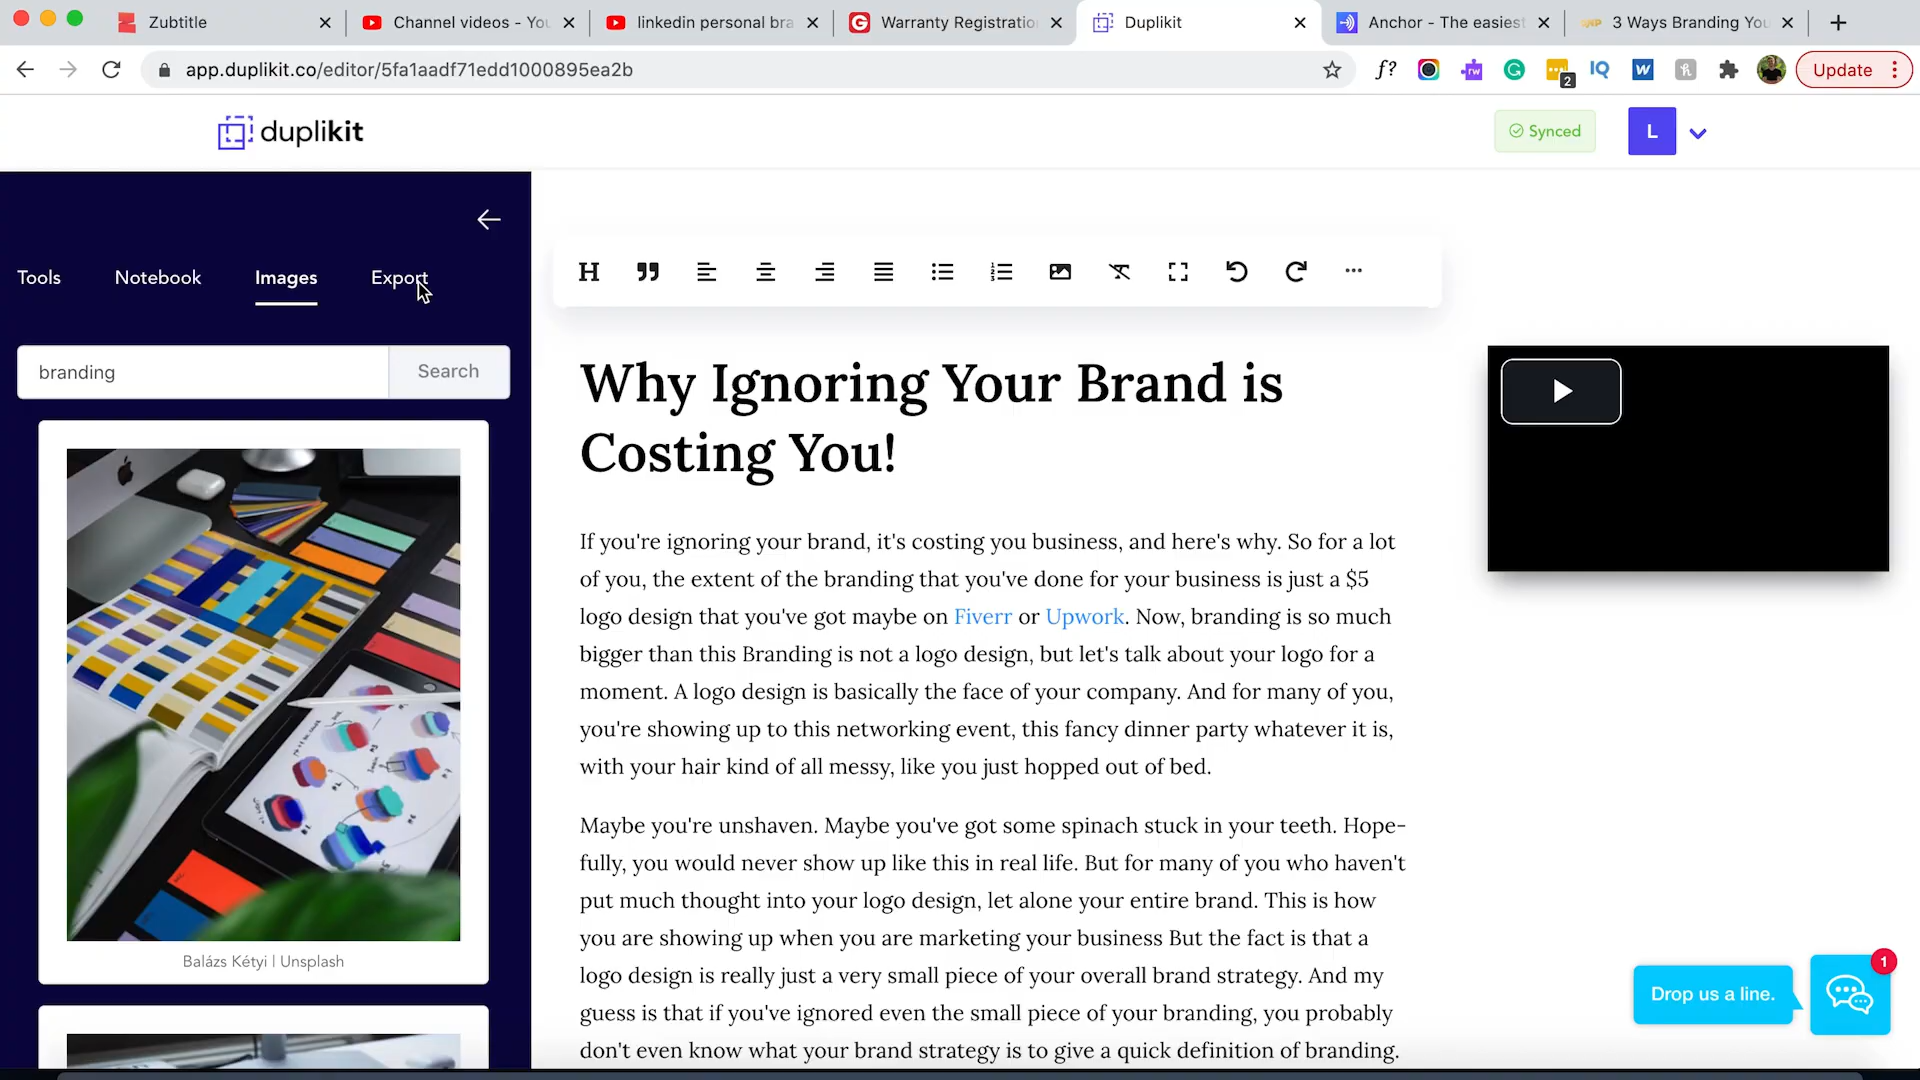 Zubtitle
Channel videos - You
linkedin personal bra
Warranty Registratio
Duplikit
Anchor - The easiest
3 Ways Branding You
app.duplikit.co/editor/5fa1aadf71edd1000895ea2b
f?
rw
2
IQ
W
h
Update
duplikit
Synced
L
Tools
Notebook
Images
Export
branding
Search
Balázs Kétyi | Unsplash
H
Why Ignoring Your Brand is
Costing You!
If you're ignoring your brand, it's costing you business, and here's why. So for a lot
of you, the extent of the branding that you've done for your business is just a $5
logo design that you've got maybe on Fiverr or Upwork. Now, branding is so much
bigger than this Branding is not a logo design, but let's talk about your logo for a
moment. A logo design is basically the face of your company. And for many of you,
you're showing up to this networking event, this fancy dinner party whatever it is,
with your hair kind of all messy, like you just hopped out of bed.
Maybe you're unshaven. Maybe you've got some spinach stuck in your teeth. Hope-
fully, you would never show up like this in real life. But for many of you who haven't
put much thought into your logo design, let alone your entire brand. This is how
you are showing up when you are marketing your business But the fact is that a
logo design is really just a very small piece of your overall brand strategy. And my
guess is that if you've ignored even the small piece of your branding, you probably
don't even know what your brand strategy is to give a quick definition of branding.
Drop us a line.
1